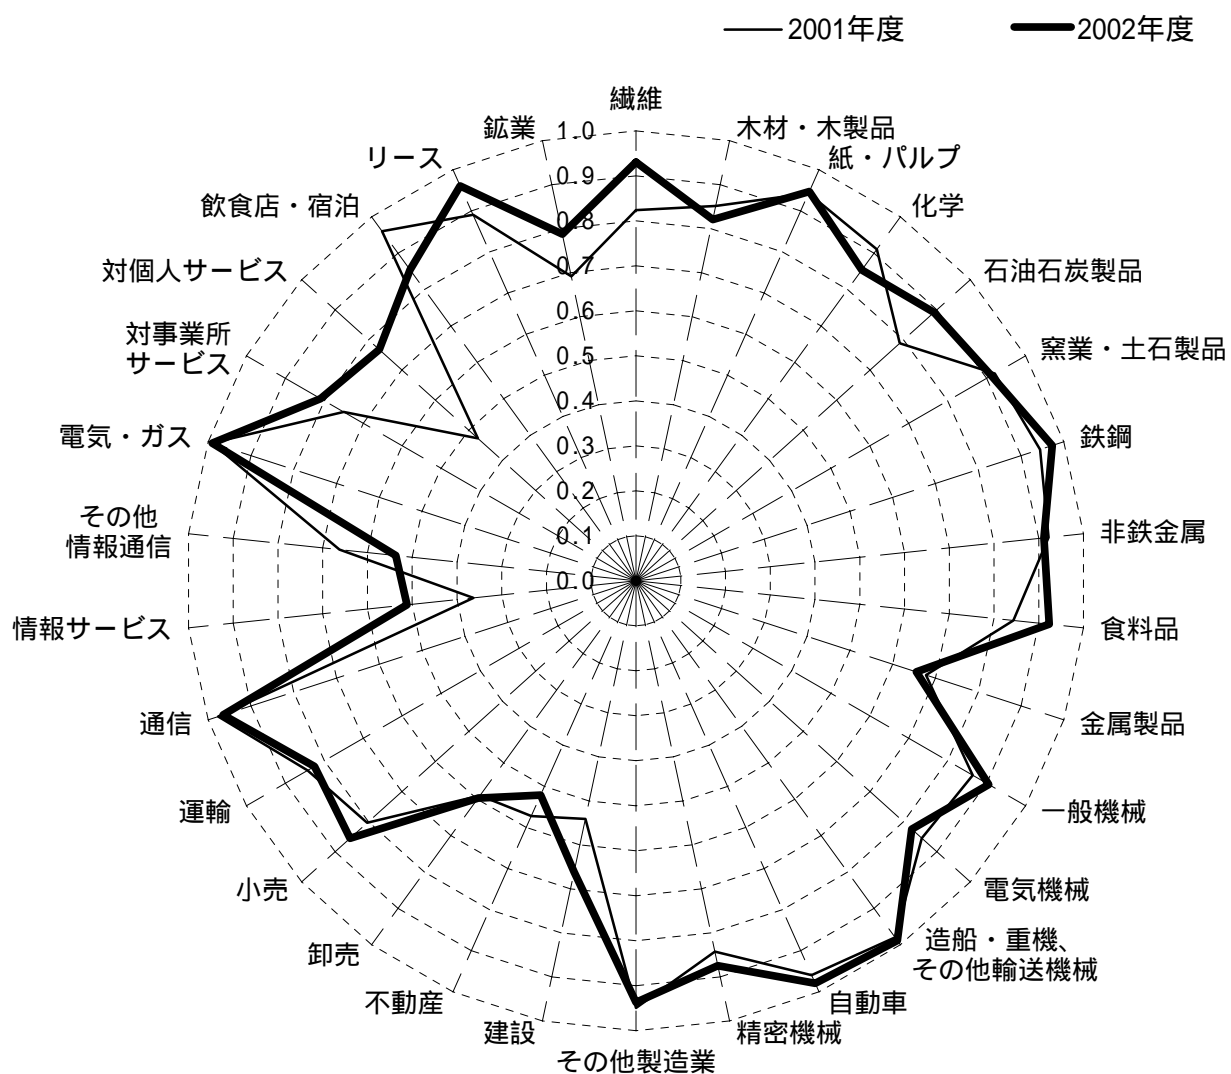 2001年度
2002年度
繊維
木材・木製品
紙・パルプ
化学
石油石炭製品
窯業・土石製品
鉄鋼
非鉄金属
食料品
金属製品
一般機械
電気機械
造船・重機、
その他輸送機械
自動車
精密機械
その他製造業
建設
不動産
卸売
小売
運輸
通信
情報サービス
その他
情報通信
電気・ガス
対事業所
サービス
対個人サービス
飲食店・宿泊
リース
鉱業
1.0
0.9
0.8
0.7
0.6
0.5
0.4
0.3
0.2
0.1
0.0